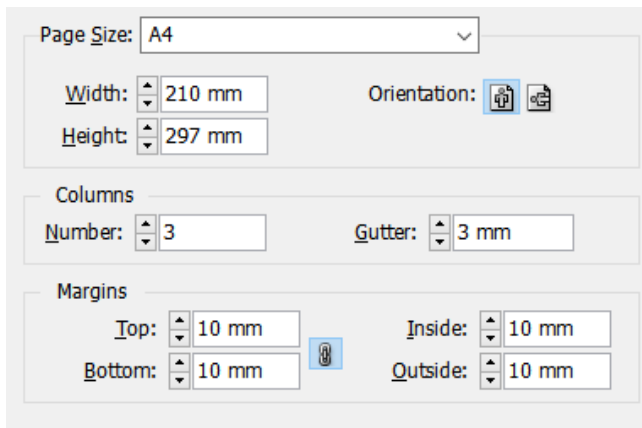 Page Size: A4
Width: 210 mm Orientation:
Height: 297 mm
Columns
Number: 3 Gutter: 3 mm
Margins
Top: 10 mm Inside: 10 mm
Bottom: 10 mm Outside: 10 mm